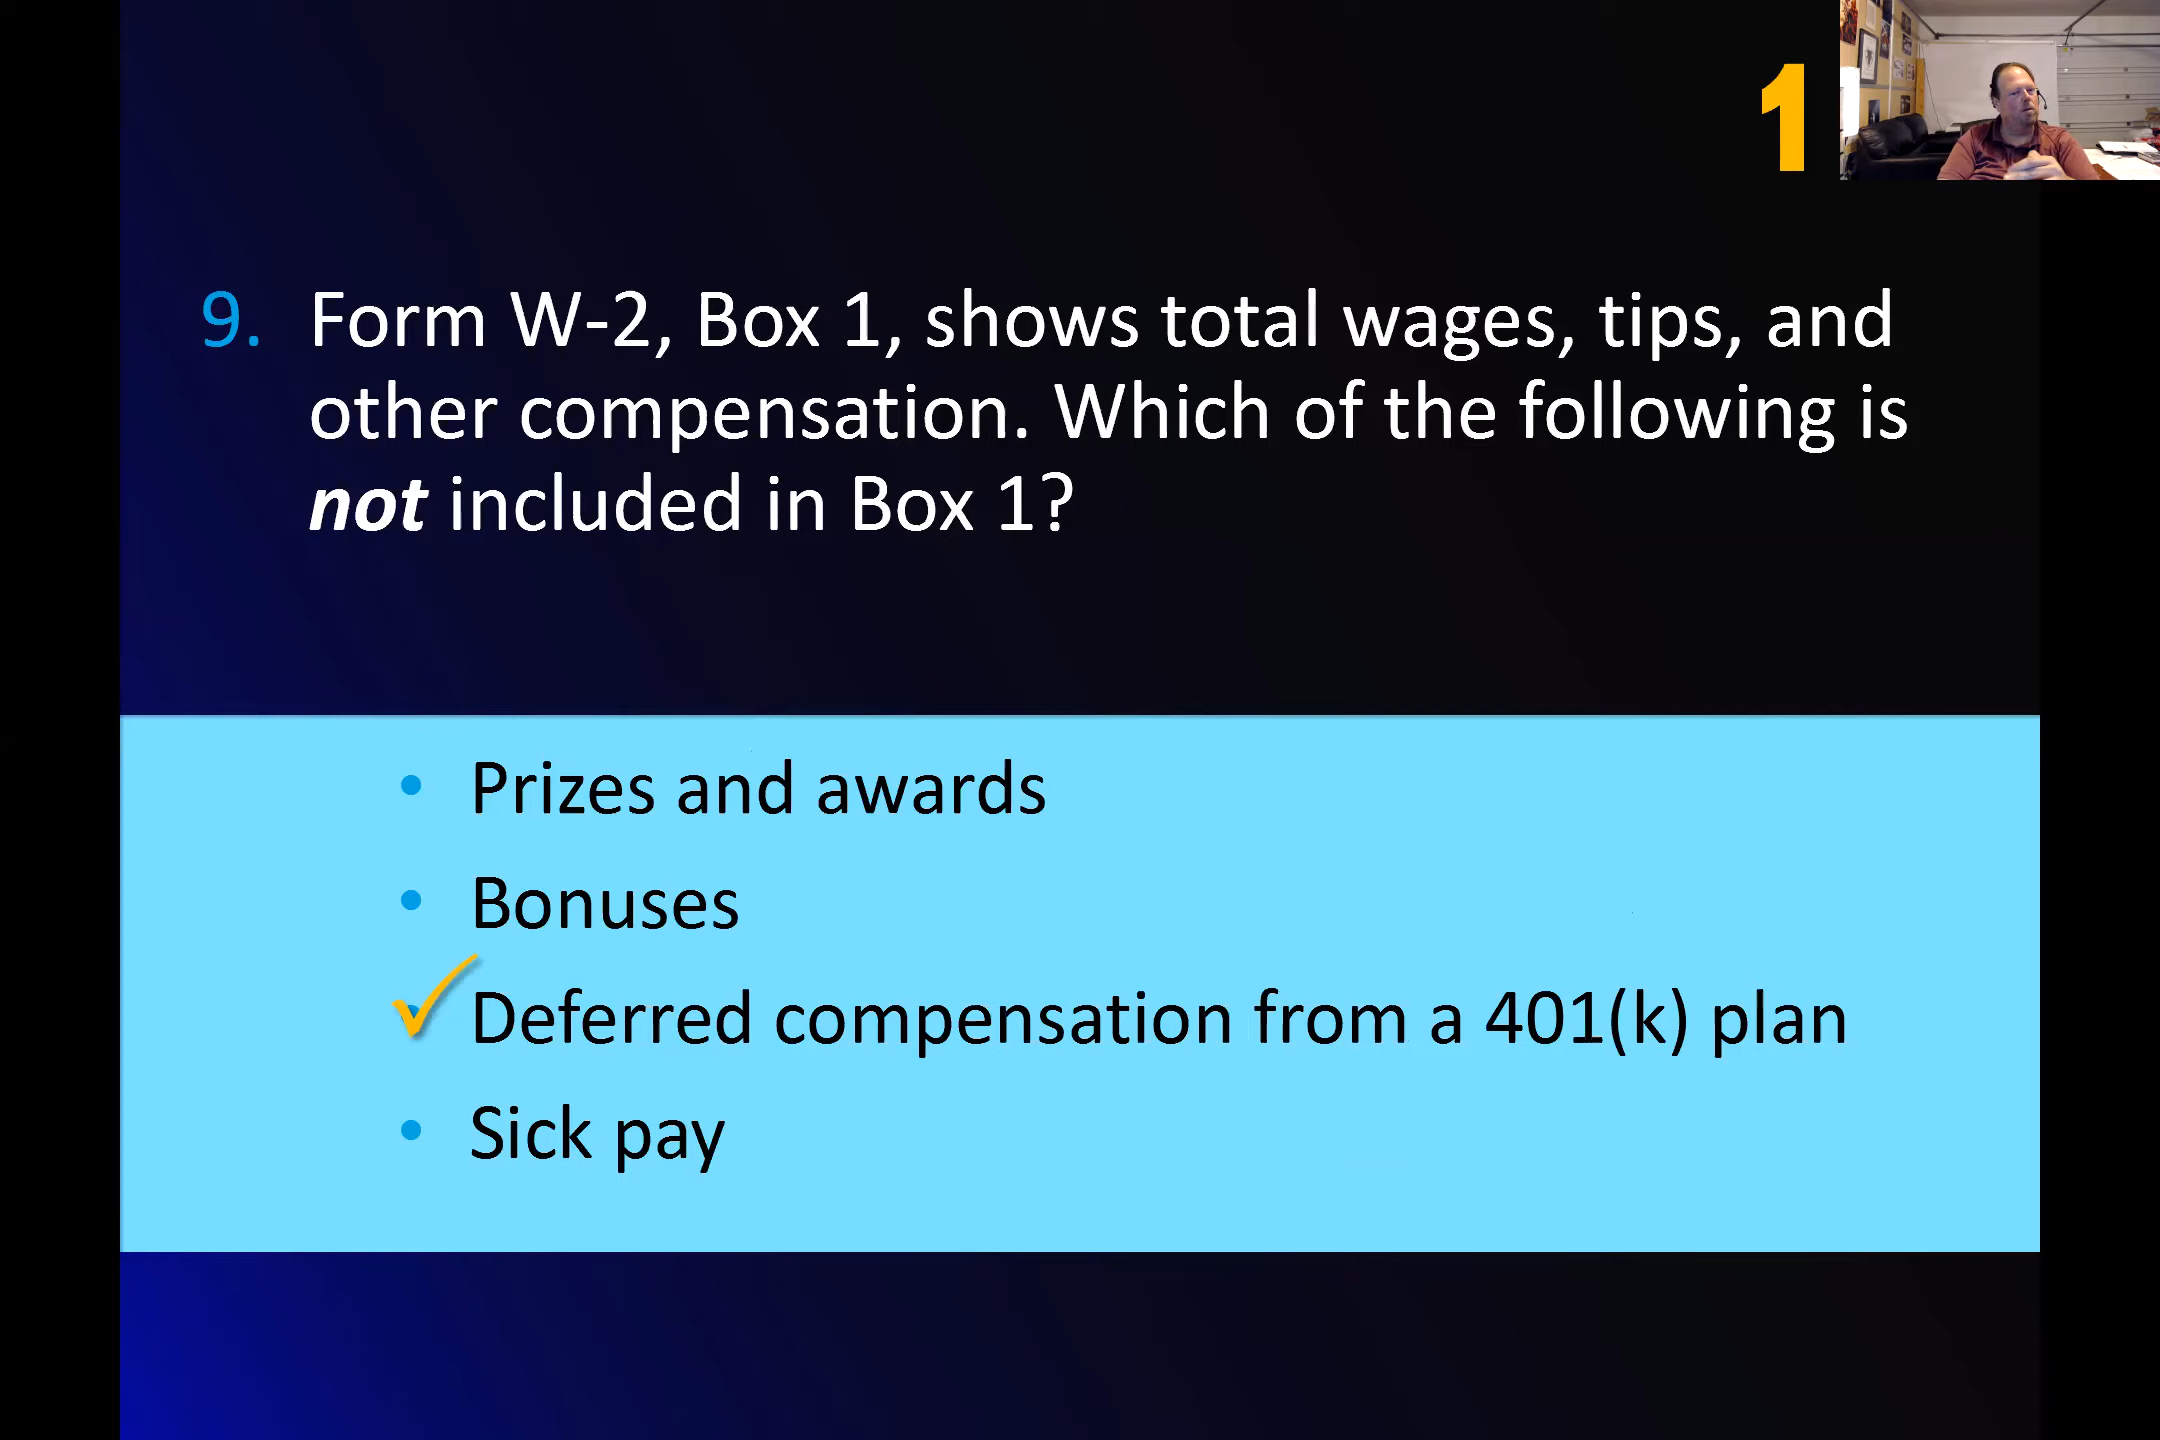 1
9. Form W-2, Box 1, shows total wages, tips, and
other compensation. Which of the following is
not included in Box 1?
• Prizes and awards
• Bonuses
✓ Deferred compensation from a 401(k) plan
• Sick pay